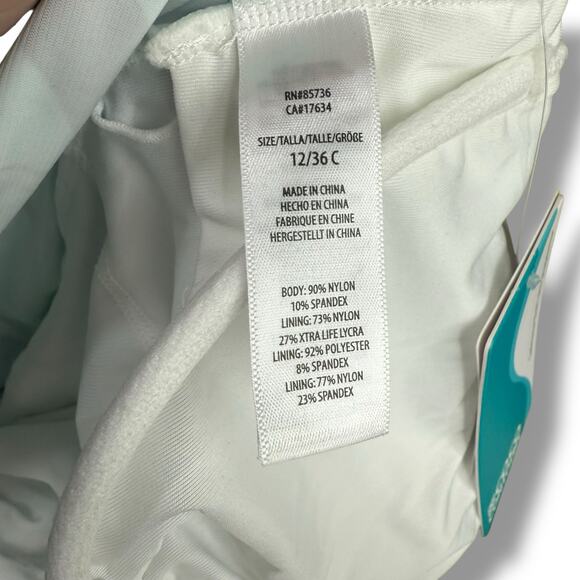 RN#85736
CA#17634
SIZE/TALLA/TALLE/GRÖBE
12/36 C
MADE IN CHINA
HECHO EN CHINA
FABRIQUE EN CHINE
HERGESTELLT IN CHINA
BODY: 90% NYLON
10% SPANDEX
LINING: 73% NYLON
27% XTRA LIFE LYCRA
LINING: 92% POLYESTER
8% SPANDEX
LINING: 77% NYLON
23% SPANDEX